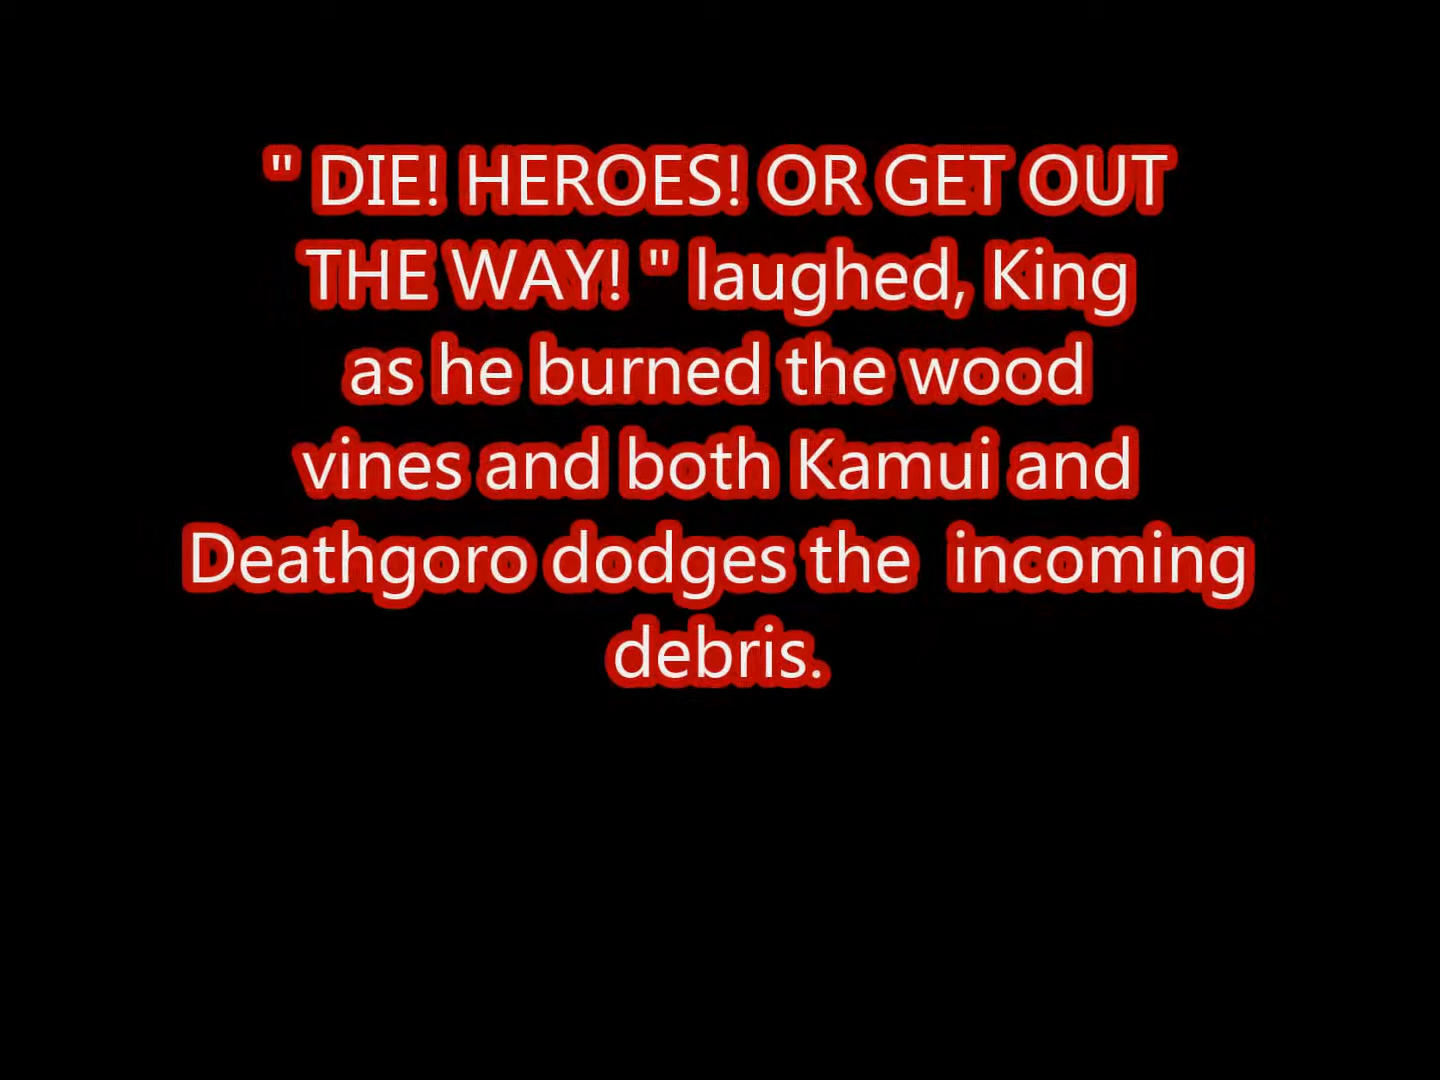 " DIE! HEROES! OR GET OUT
THE WAY! " laughed, King
as he burned the wood
vines and both Kamui and
Deathgoro dodges the  incoming
debris.